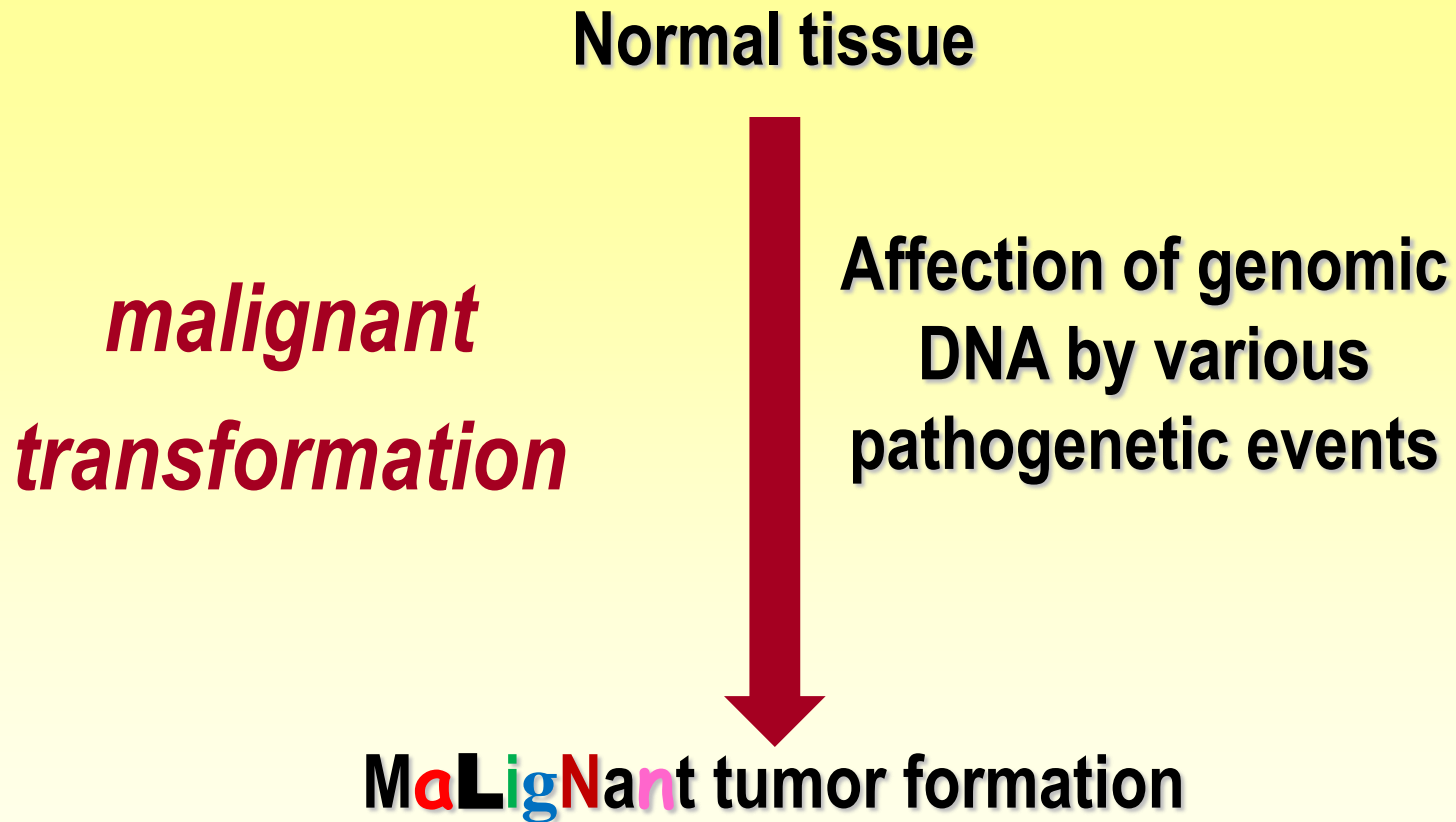 Normal tissue
malignant
transformation
Affection of genomic
DNA by various
pathogenetic events
MaLigNant tumor formation